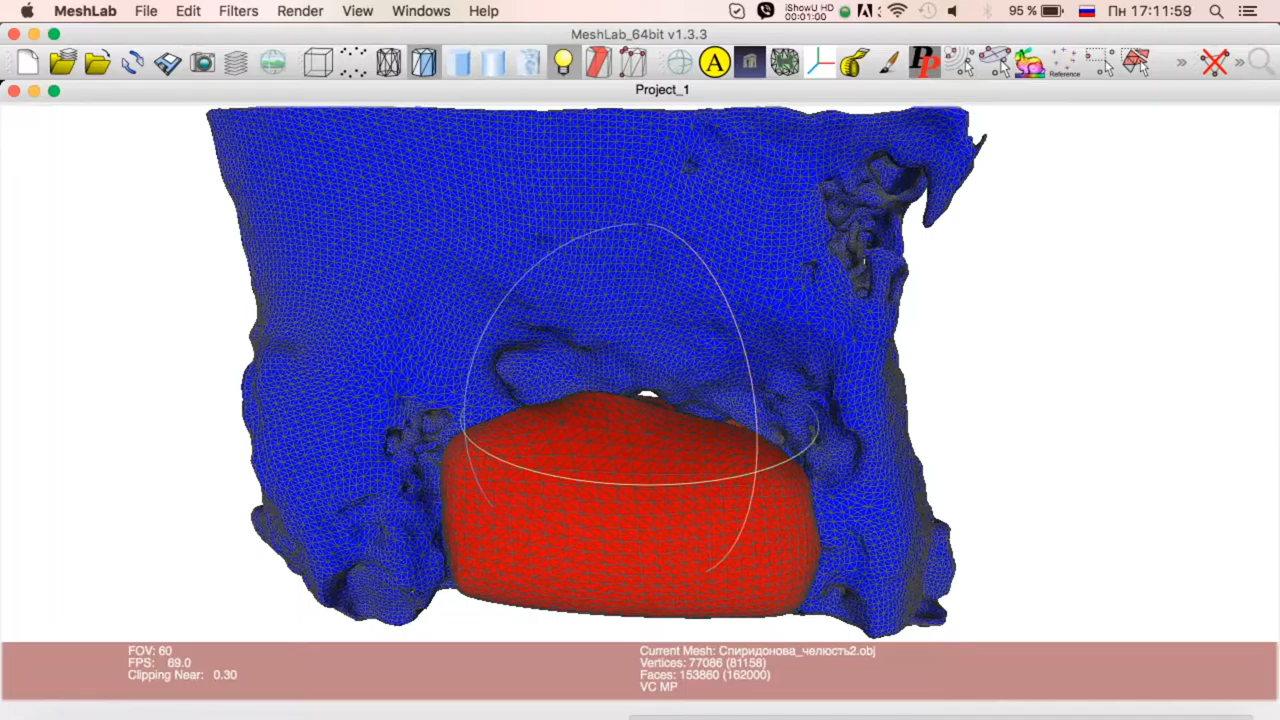 MeshLab File Edit Filters Render View Windows Help iShowU HD 00:01:00 95 % Пн 17:11:59
MeshLab_64bit v1.3.3
A PP Reference
Project_1
FOV: 60
FPS: 69.0
Clipping Near: 0.30
Current Mesh: Спиридонова_челюсть2.obj
Vertices: 77086 (81158)
Faces: 153860 (162000)
VC MP